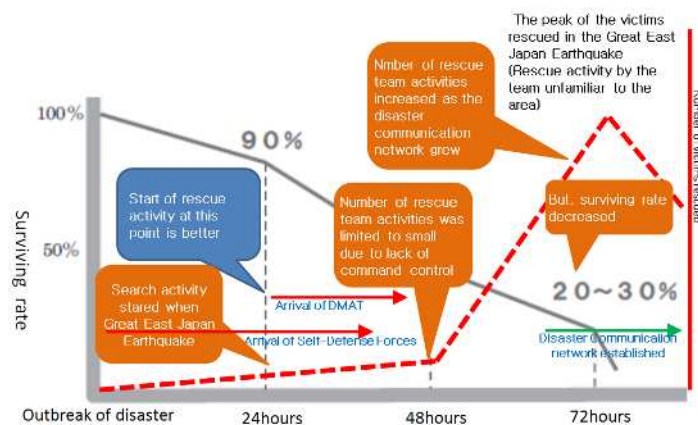 The peak of the victims
rescued in the Great East
Japan Earthquake
(Rescue activity by the
team unfamiliar to the
area)
Nmber of rescue
team activities
increased as the
disaster
communication
network grew
100%
90%
Start of rescue
activity at this
point is better
Number of rescue
team activities was
limited to small
due to lack of
command control
But, surviving rate
decreased
50%
Surviving rate
Search activity
stared when
Great East Japan
Earthquake
20~30%
Arrival of DMAT
Arrival of Self-Defense Forces
Disaster Communication
network established
Outbreak of disaster
24hours
48hours
72hours